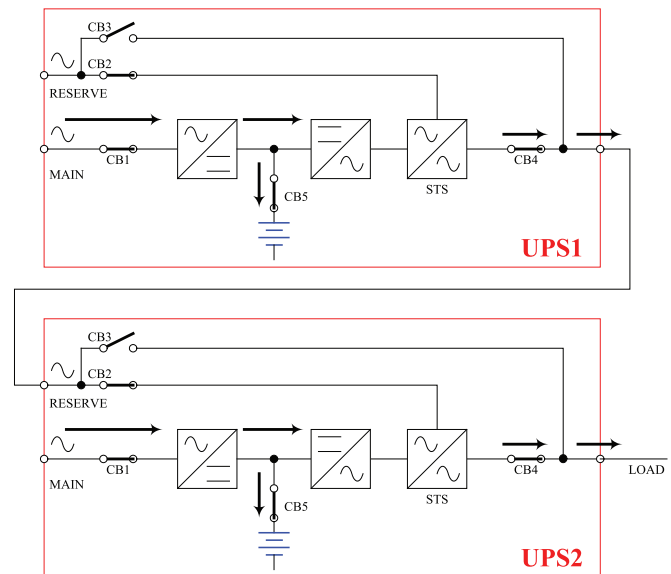 CB3
CB2
RESERVE
MAIN
CB1
CB5
STS
CB4
UPS1
CB3
CB2
RESERVE
MAIN
CB1
CB5
STS
CB4
LOAD
UPS2